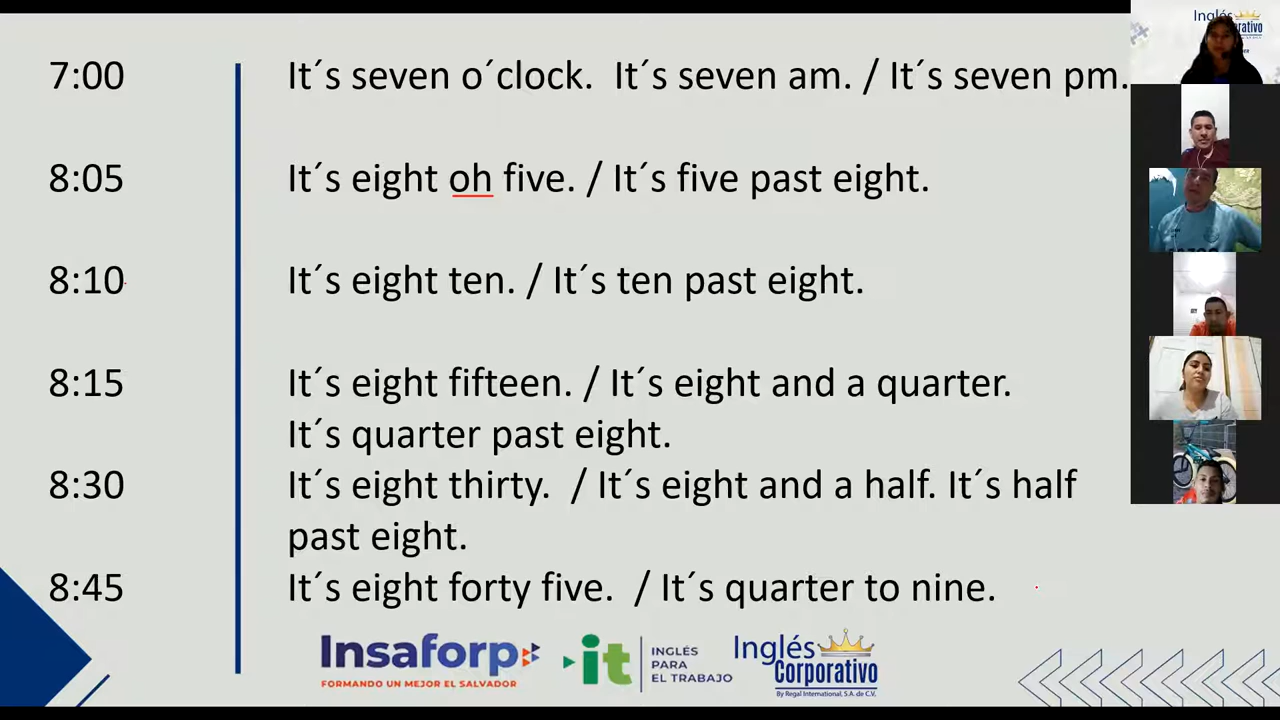 7:00 It´s seven o´clock. It´s seven am. / It´s seven pm.
8:05 It´s eight oh five. / It´s five past eight.
8:10 It´s eight ten. / It´s ten past eight.
8:15 It´s eight fifteen. / It´s eight and a quarter.
It´s quarter past eight.
8:30 It´s eight thirty. / It´s eight and a half. It´s half
past eight.
8:45 It´s eight forty five. / It´s quarter to nine.
Insaforp
FORMANDO UN MEJOR EL SALVADOR
it
INGLÉS
PARA
EL TRABAJO
Inglés
Corporativo
By Regal International, S.A. de C.V.
Inglés